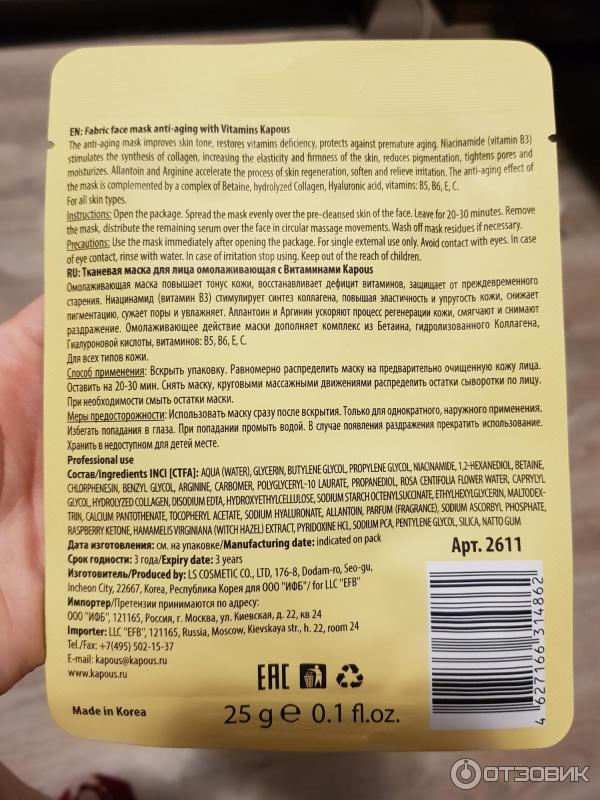 EN: Fabric face mask anti-aging with Vitamins Kapous
The anti-aging mask improves skin tone, restores vitamins deficiency, protects against premature aging. Niacinamide (vitamin B3)
stimulates the synthesis of collagen, increasing the elasticity and firmness of the skin, reduces pigmentation, tightens pores and
moisturizes. Allantoin and Arginine accelerate the process of skin regeneration, soften and relieve irritation. The anti-aging effect of
the mask is complemented by a complex of Betaine, hydrolyzed Collagen, Hyaluronic acid, vitamins: B5, B6, E, C.
For all skin types.
Instructions: Open the package. Spread the mask evenly over the pre-cleansed skin of the face. Leave for 20-30 minutes. Remove
the mask, distribute the remaining serum over the face in circular massage movements. Wash off mask residues if necessary.
Precautions: Use the mask immediately after opening the package. For single external use only. Avoid contact with eyes. In case
of eye contact, rinse with water. In case of irritation stop using. Keep out of the reach of children.
RU: Тканевая маска для лица омолаживающая с Витаминами Kapous
Омолаживающая маска повышает тонус кожи, восстанавливает дефицит витаминов, защищает от преждевременного
старения. Ниацинамид (витамин B3) стимулирует синтез коллагена, повышая эластичность и упругость кожи, снижает
пигментацию, сужает поры и увлажняет. Аллантоин и Аргинин ускоряют процесс регенерации кожи, смягчают и снимают
раздражение. Омолаживающее действие маски дополняет комплекс из Бетаина, гидролизованного Коллагена,
Гиалуроновой кислоты, витаминов: B5, B6, E, C.
Для всех типов кожи.
Способ применения: Вскрыть упаковку. Равномерно распределить маску на предварительно очищенную кожу лица.
Оставить на 20-30 мин. Снять маску, круговыми массажными движениями распределить остатки сыворотки по лицу.
При необходимости смыть остатки маски.
Меры предосторожности: Использовать маску сразу после вскрытия. Только для однократного, наружного применения.
Избегать попадания в глаза. При попадании промыть водой. В случае появления раздражения прекратить использование.
Хранить в недоступном для детей месте.
Professional use
Состав/Ingredients INCI [CTFA]: AQUA (WATER), GLYCERIN, BUTYLENE GLYCOL, PROPYLENE GLYCOL, NIACINAMIDE, 1,2-HEXANEDIOL, BETAINE,
CHLORPHENESIN, BENZYL GLYCOL, ARGININE, CARBOMER, POLYGLYCERYL-10 LAURATE, PROPANEDIOL, ROSA CENTIFOLIA FLOWER WATER, CAPRYLYL
GLYCOL, HYDROLYZED COLLAGEN, DISODIUM EDTA, HYDROXYETHYLCELLULOSE, SODIUM STARCH OCTENYLSUCCINATE, ETHYLHEXYLGLYCERIN, MALTODEX-
TRIN, CALCIUM PANTOTHENATE, TOCOPHERYL ACETATE, SODIUM HYALURONATE, ALLANTOIN, PARFUM (FRAGRANCE), SODIUM ASCORBYL PHOSPHATE,
RASPBERRY KETONE, HAMAMELIS VIRGINIANA (WITCH HAZEL) EXTRACT, PYRIDOXINE HCL, SODIUM PCA, PENTYLENE GLYCOL, SILICA, NATTO GUM
Дата изготовления: см. на упаковке/Manufacturing date: indicated on pack
Срок годности: 3 года/Expiry date: 3 years
Арт. 2611
Изготовитель/Produced by: LS COSMETIC CO., LTD, 176-8, Dodam-ro, Seo-gu,
Incheon City, 22667, Korea, Республика Корея для ООО "ИФБ"/ for LLC "EFB"
Импортер/Претензии принимаются по адресу:
ООО "ИФБ", 121165, Россия, г. Москва, ул. Киевская, д. 22, кв 24
Importer: LLC "EFB", 121165, Russia, Moscow, Kievskaya str., h. 22, room 24
Tel./Fax: +7(495) 502-15-37
E-mail: kapous@kapous.ru
www.kapous.ru
EAC
Made in Korea
25 g e 0.1 fl.oz.
4 627166 314862
ОТЗОВИК